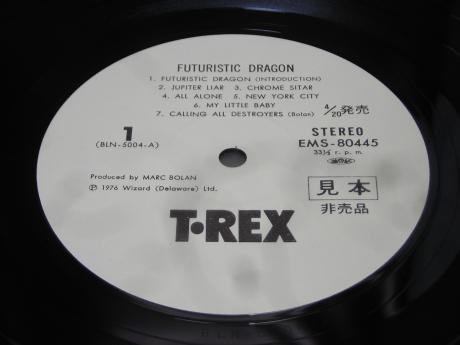 FUTURISTIC DRAGON
1. FUTURISTIC DRAGON (INTRODUCTION)
2. JUPITER LIAR 3. CHROME SITAR
4. ALL ALONE 5. NEW YORK CITY
6. MY LITTLE BABY
7. CALLING ALL DESTROYERS (Bolan)
4/20発売
1
(BLN-5004-A)
STEREO
EMS-80445
33⅓ r.p.m.
Produced by MARC BOLAN
Ⓟ 1976 Wizard (Delaware) Ltd.
見本
非売品
T·REX